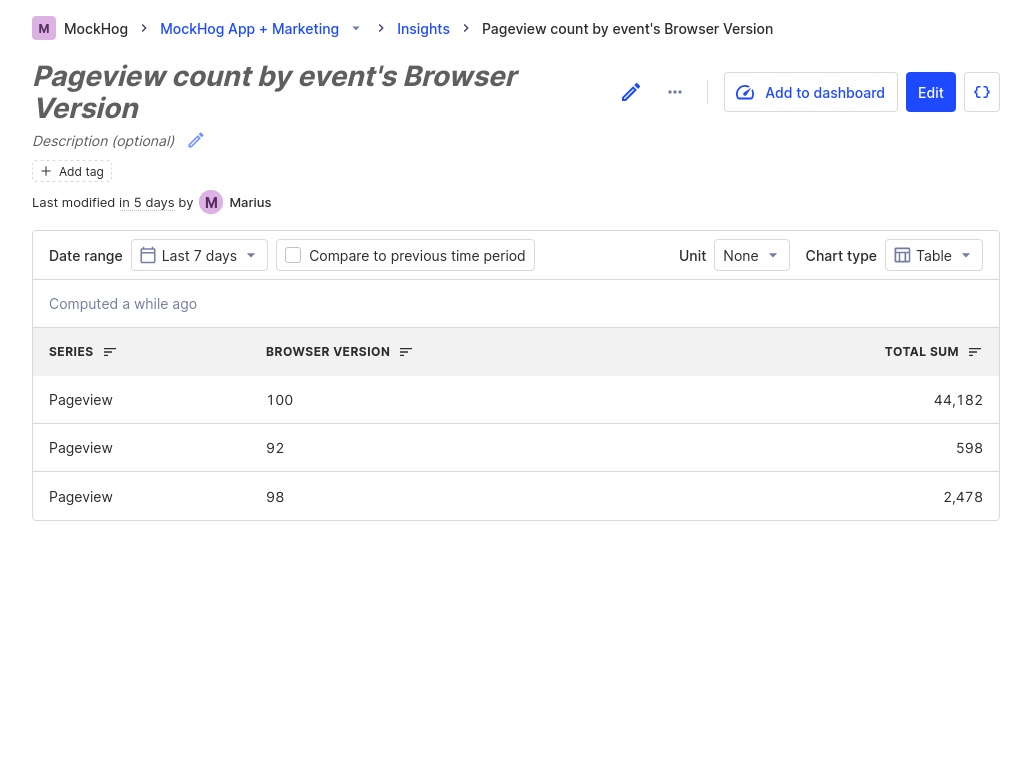 M MockHog > MockHog App + Marketing > Insights > Pageview count by event's Browser Version
Pageview count by event's Browser
Version
Add to dashboard
Edit
{}
Description (optional)
+ Add tag
Last modified in 5 days by M Marius
Date range Last 7 days Compare to previous time period Unit None Chart type Table
Computed a while ago
SERIES BROWSER VERSION TOTAL SUM
Pageview 100 44,182
Pageview 92 598
Pageview 98 2,478